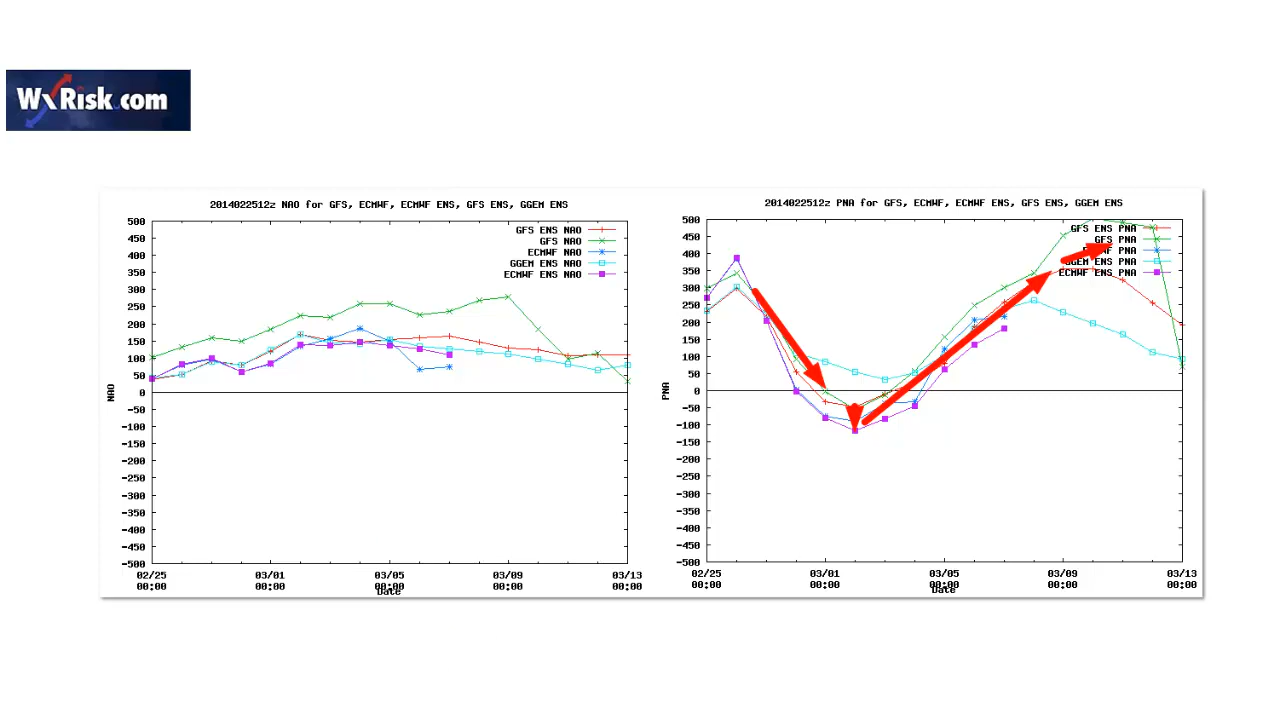 WxRisk.com
2014022512z NAO for GFS, ECMWF, ECMWF ENS, GFS ENS, GGEM ENS
GFS ENS NAO
GFS NAO
ECMWF NAO
GGEM ENS NAO
ECMWF ENS NAO
500
450
400
350
300
250
200
150
100
50
0
-50
-100
-150
-200
-250
-300
-350
-400
-450
-500
NAO
02/25 03/01 03/05 03/09 03/13
00:00 00:00 00:00 00:00 00:00
Date
2014022512z PNA for GFS, ECMWF, ECMWF ENS, GFS ENS, GGEM ENS
GFS ENS PNA
GFS PNA
PNA
GGEM ENS PNA
ECMWF ENS PNA
500
450
400
350
300
250
200
150
100
50
0
-50
-100
-150
-200
-250
-300
-350
-400
-450
-500
PNA
02/25 03/01 03/05 03/09 03/13
00:00 00:00 00:00 00:00 00:00
Date